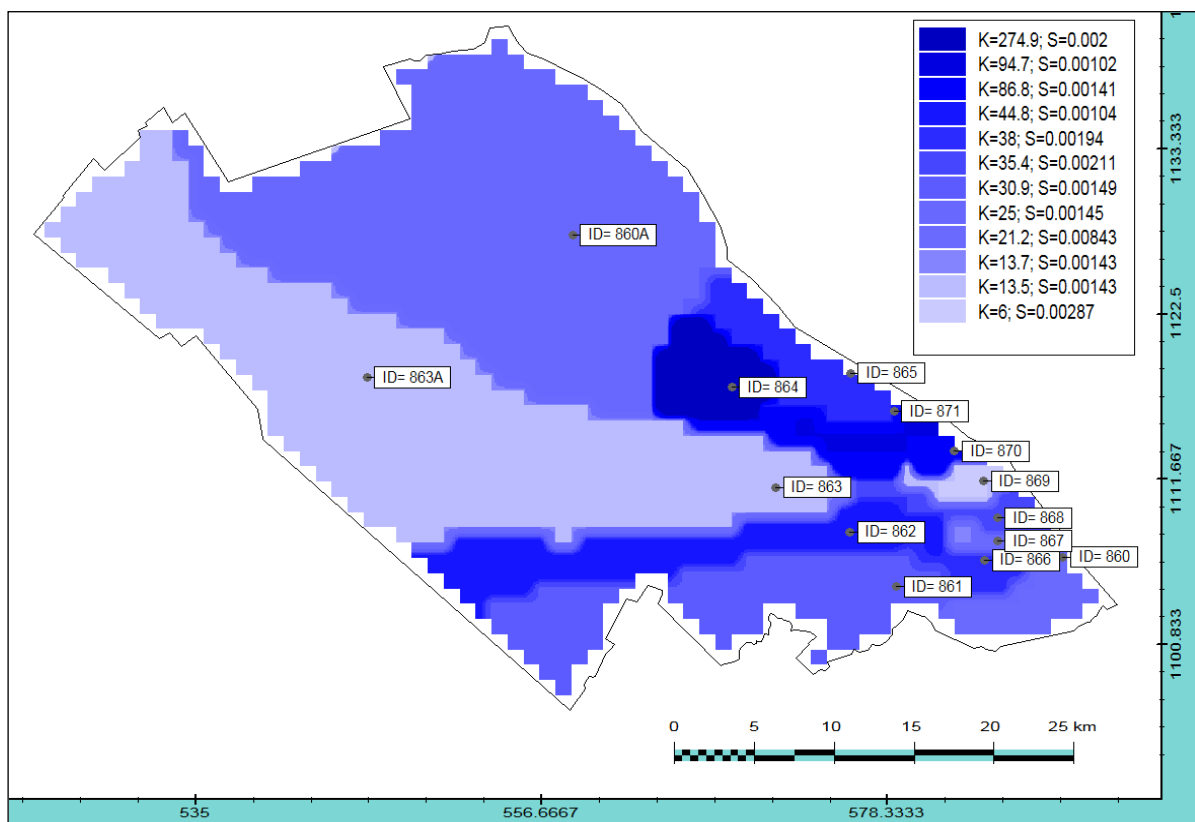 K=274.9; S=0.002
K=94.7; S=0.00102
K=86.8; S=0.00141
K=44.8; S=0.00104
K=38; S=0.00194
K=35.4; S=0.00211
K=30.9; S=0.00149
K=25; S=0.00145
K=21.2; S=0.00843
K=13.7; S=0.00143
K=13.5; S=0.00143
K=6; S=0.00287
ID= 860A
ID= 863A
ID= 864
ID= 865
ID= 871
ID= 870
ID= 869
ID= 863
ID= 868
ID= 862
ID= 867
ID= 860
ID= 866
ID= 861
1133.333
1122.5
1111.667
1100.833
0 5 10 15 20 25 km
535 556.6667 578.3333